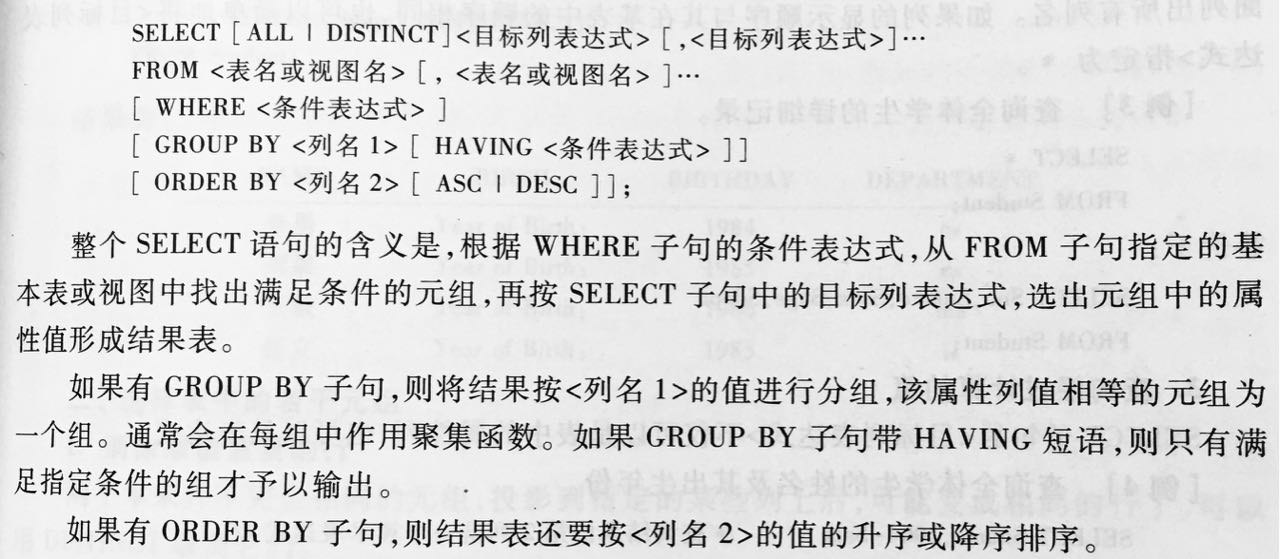 SELECT [ ALL | DISTINCT]<目标列表达式> [ ,<目标列表达式>]…
FROM <表名或视图名> [ , <表名或视图名> ]…
[ WHERE <条件表达式> ]
[ GROUP BY <列名 1> [ HAVING <条件表达式> ]]
[ ORDER BY <列名 2> [ ASC | DESC ]];
整个 SELECT 语句的含义是,根据 WHERE 子句的条件表达式,从 FROM 子句指定的基
本表或视图中找出满足条件的元组,再按 SELECT 子句中的目标列表达式,选出元组中的属
性值形成结果表。
如果有 GROUP BY 子句,则将结果按<列名 1>的值进行分组,该属性列值相等的元组为
一个组。通常会在每组中作用聚集函数。如果 GROUP BY 子句带 HAVING 短语,则只有满
足指定条件的组才予以输出。
如果有 ORDER BY 子句,则结果表还要按<列名 2>的值的升序或降序排序。